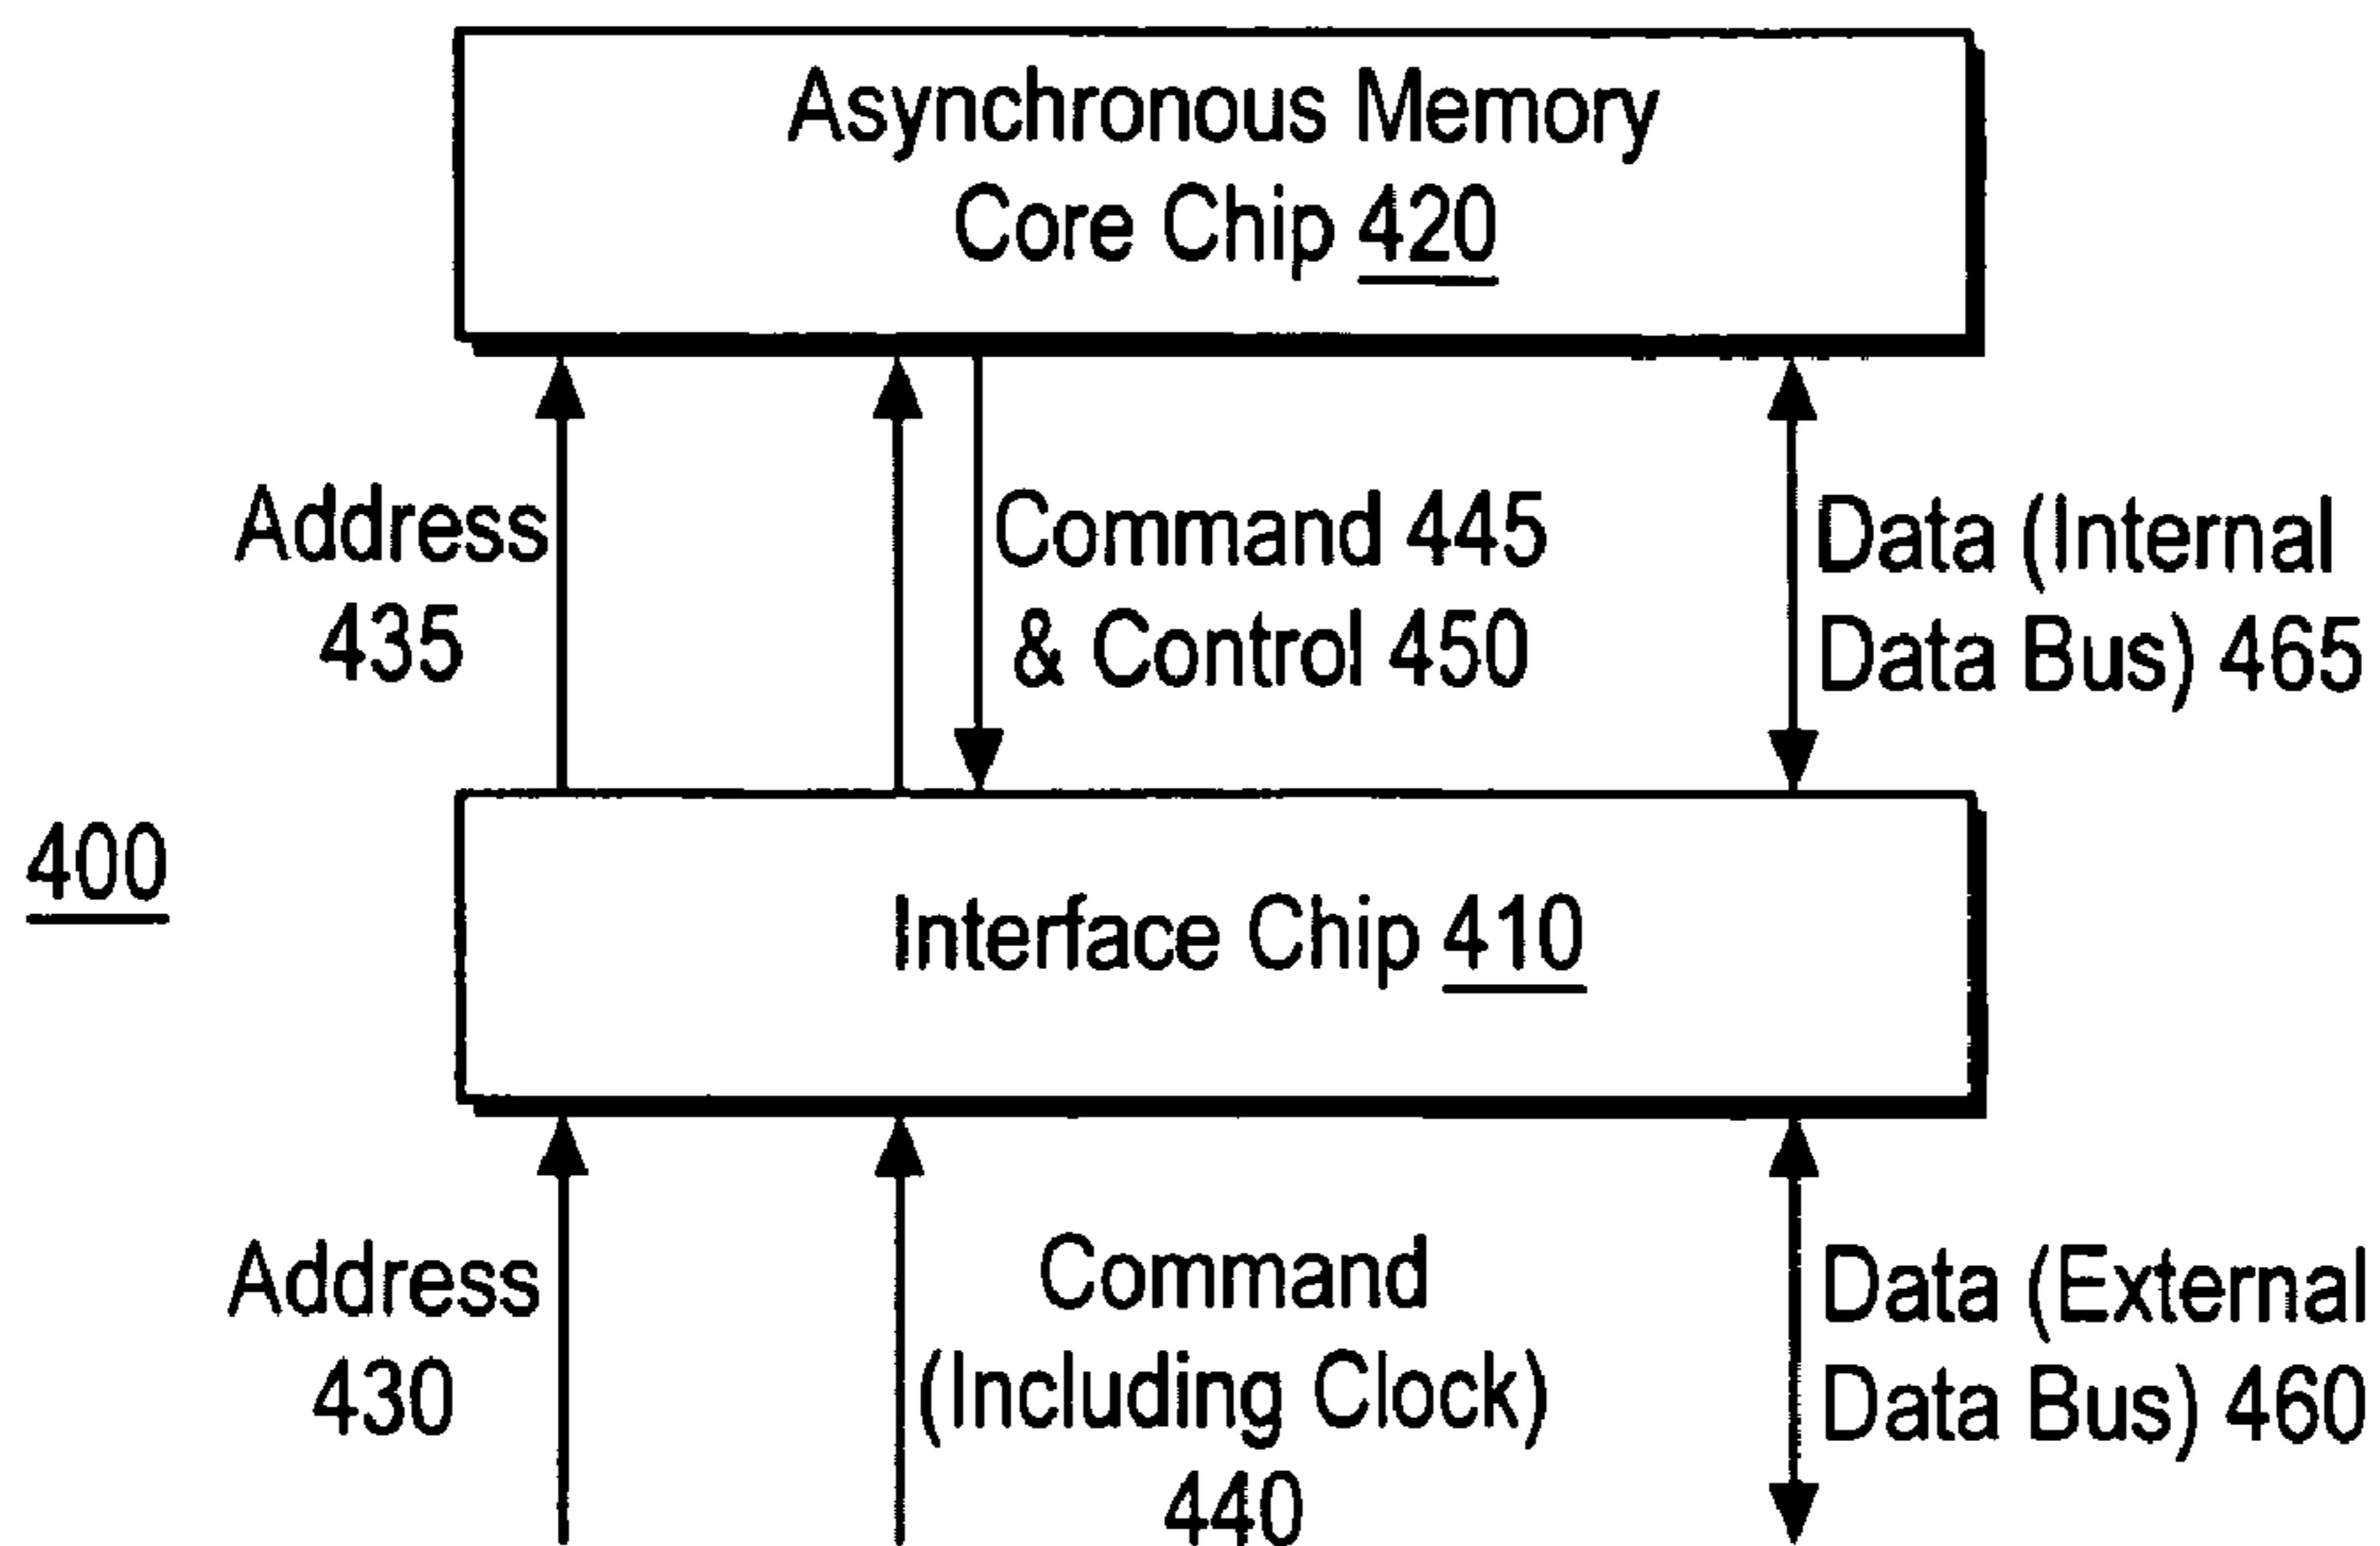 Asynchronous Memory
Core Chip 420
Address
435
Command 445
& Control 450
Data (Internal
Data Bus) 465
400
Interface Chip 410
Address
430
Command
(Including Clock)
440
Data (External
Data Bus) 460